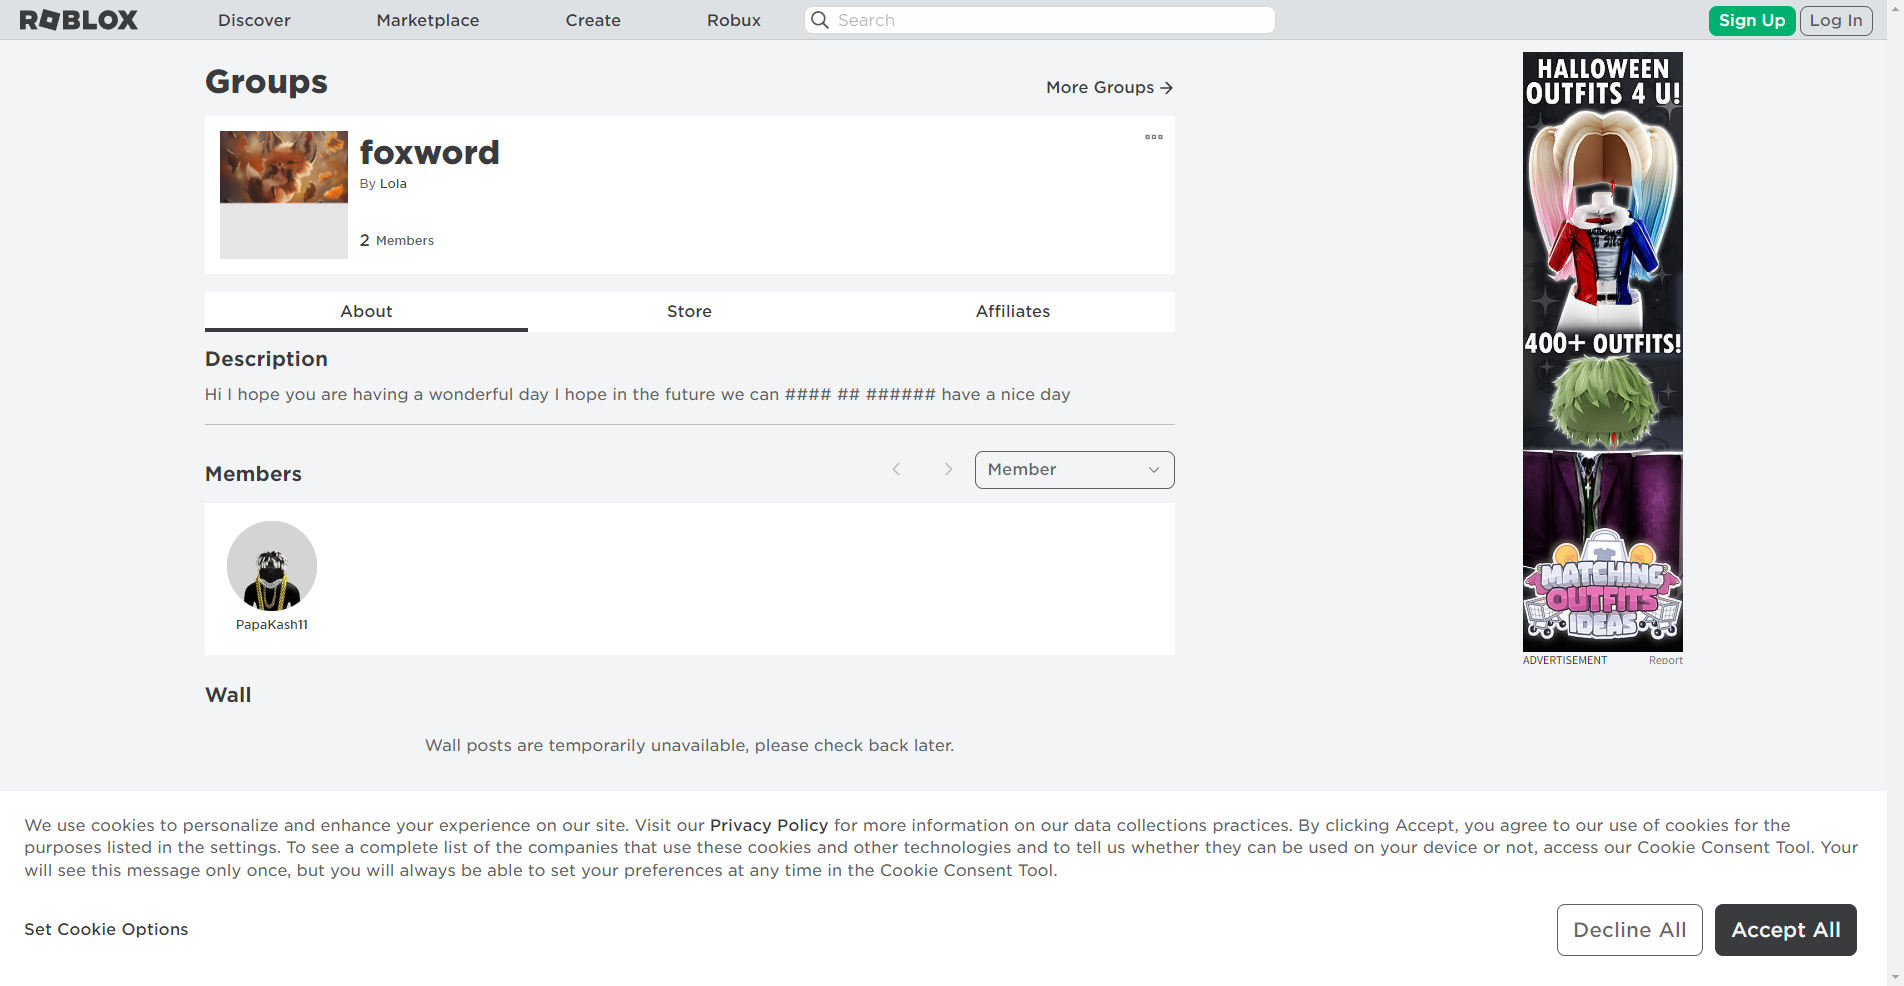 ROBLOX
Discover
Marketplace
Create
Robux
Search
Sign Up
Log In
Groups
More Groups
foxword
By Lola
2 Members
About
Store
Affiliates
Description
Hi I hope you are having a wonderful day I hope in the future we can #### ## ###### have a nice day
Members
Member
PapaKash11
Wall
Wall posts are temporarily unavailable, please check back later.
HALLOWEEN
OUTFITS 4 U!
400+ OUTFITS!
MATCHING
OUTFITS
IDEAS
ADVERTISEMENT
Report
We use cookies to personalize and enhance your experience on our site. Visit our Privacy Policy for more information on our data collections practices. By clicking Accept, you agree to our use of cookies for the
purposes listed in the settings. To see a complete list of the companies that use these cookies and other technologies and to tell us whether they can be used on your device or not, access our Cookie Consent Tool. Your
will see this message only once, but you will always be able to set your preferences at any time in the Cookie Consent Tool.
Set Cookie Options
Decline All
Accept All